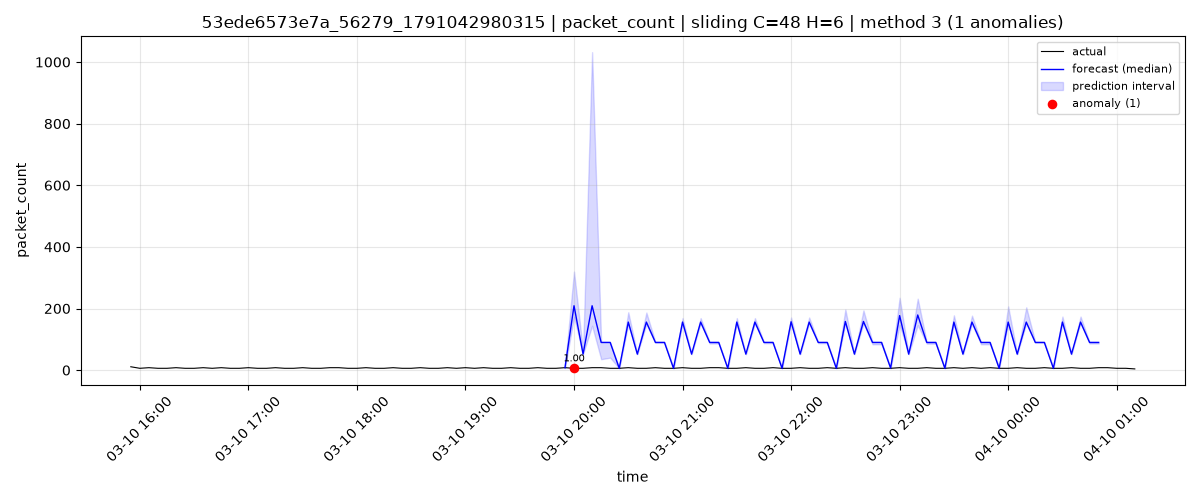 53ede6573e7a_56279_1791042980315 | packet_count | sliding C=48 H=6 | method 3 (1 anomalies)
actual
forecast (median)
prediction interval
anomaly (1)
packet_count
1000
800
600
400
200
0
1.00
03-10 16:00
03-10 17:00
03-10 18:00
03-10 19:00
03-10 20:00
03-10 21:00
03-10 22:00
03-10 23:00
04-10 00:00
04-10 01:00
time